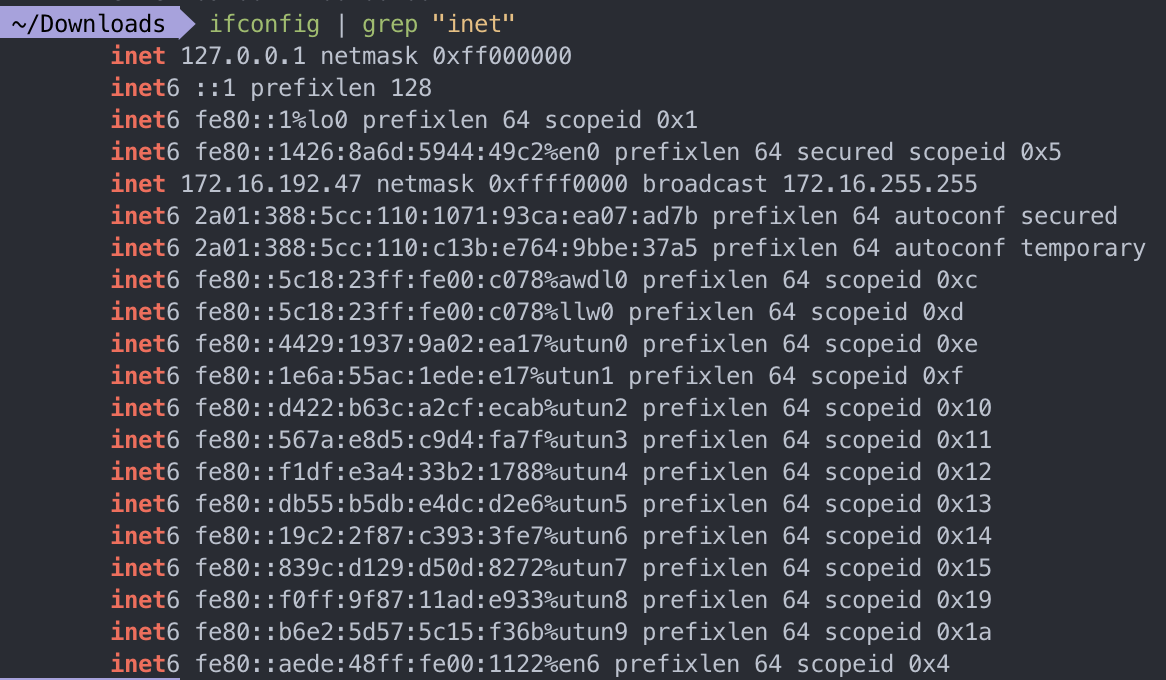 ~/Downloads ifconfig | grep "inet"
inet 127.0.0.1 netmask 0xff000000
inet6 ::1 prefixlen 128
inet6 fe80::1%lo0 prefixlen 64 scopeid 0x1
inet6 fe80::1426:8a6d:5944:49c2%en0 prefixlen 64 secured scopeid 0x5
inet 172.16.192.47 netmask 0xffff0000 broadcast 172.16.255.255
inet6 2a01:388:5cc:110:1071:93ca:ea07:ad7b prefixlen 64 autoconf secured
inet6 2a01:388:5cc:110:c13b:e764:9bbe:37a5 prefixlen 64 autoconf temporary
inet6 fe80::5c18:23ff:fe00:c078%awdl0 prefixlen 64 scopeid 0xc
inet6 fe80::5c18:23ff:fe00:c078%llw0 prefixlen 64 scopeid 0xd
inet6 fe80::4429:1937:9a02:ea17%utun0 prefixlen 64 scopeid 0xe
inet6 fe80::1e6a:55ac:1ede:e17%utun1 prefixlen 64 scopeid 0xf
inet6 fe80::d422:b63c:a2cf:ecab%utun2 prefixlen 64 scopeid 0x10
inet6 fe80::567a:e8d5:c9d4:fa7f%utun3 prefixlen 64 scopeid 0x11
inet6 fe80::f1df:e3a4:33b2:1788%utun4 prefixlen 64 scopeid 0x12
inet6 fe80::db55:b5db:e4dc:d2e6%utun5 prefixlen 64 scopeid 0x13
inet6 fe80::19c2:2f87:c393:3fe7%utun6 prefixlen 64 scopeid 0x14
inet6 fe80::839c:d129:d50d:8272%utun7 prefixlen 64 scopeid 0x15
inet6 fe80::f0ff:9f87:11ad:e933%utun8 prefixlen 64 scopeid 0x19
inet6 fe80::b6e2:5d57:5c15:f36b%utun9 prefixlen 64 scopeid 0x1a
inet6 fe80::aede:48ff:fe00:1122%en6 prefixlen 64 scopeid 0x4